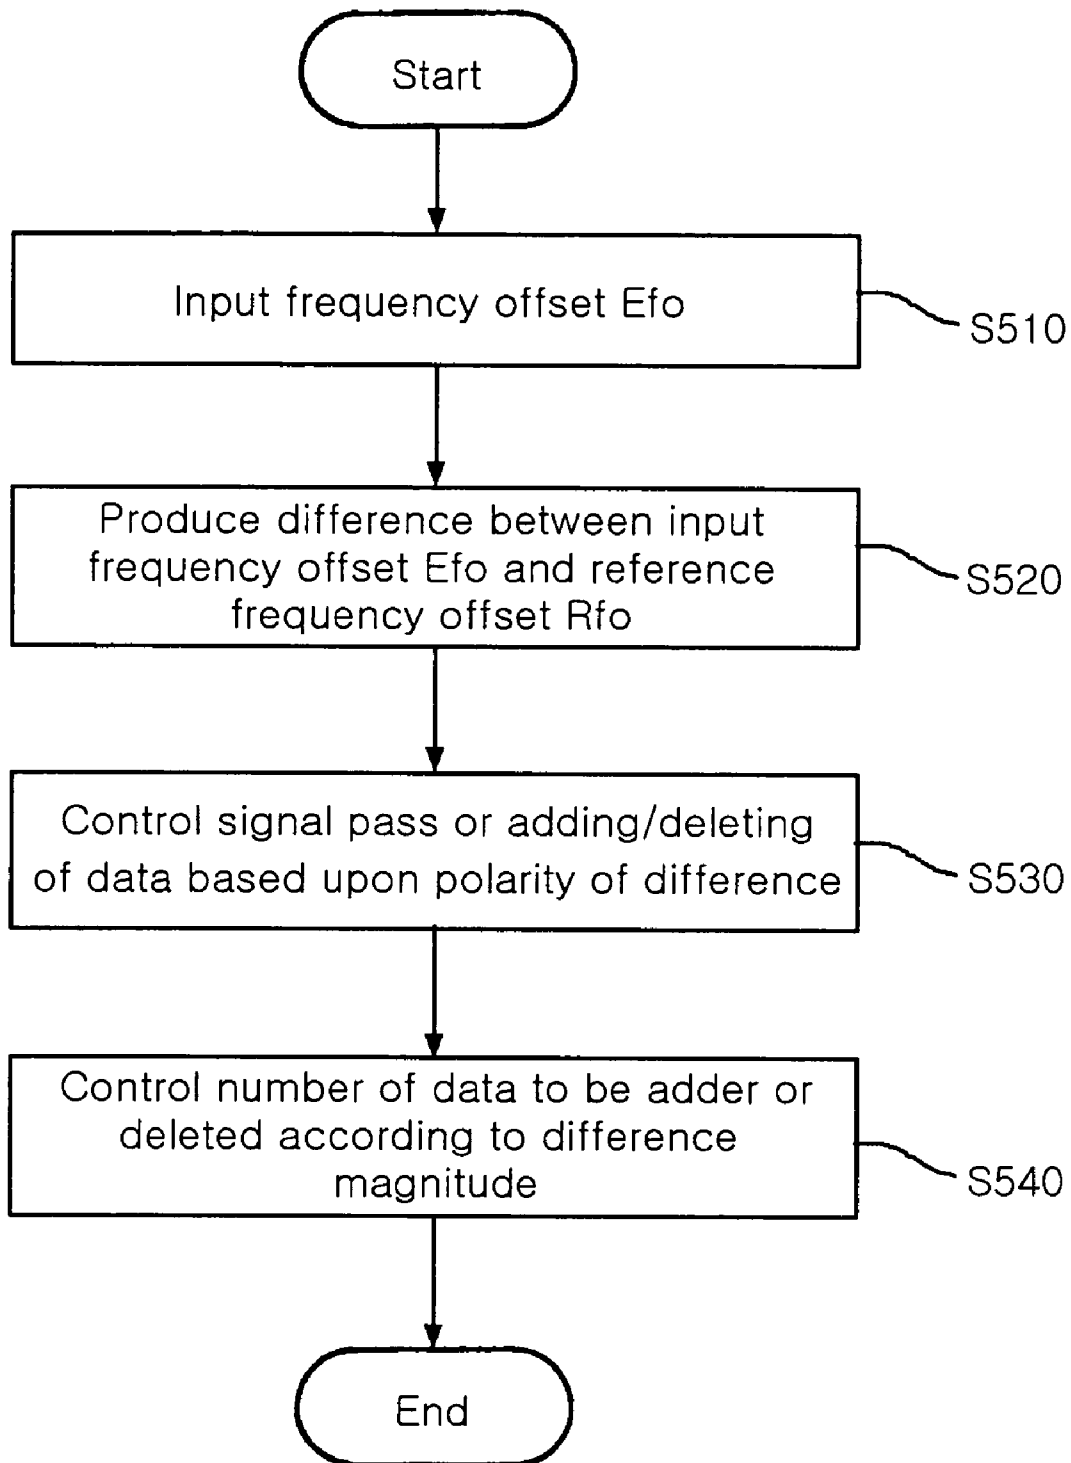 Start
Input frequency offset Efo
S510
Produce difference between input
frequency offset Efo and reference
frequency offset Rfo
S520
Control signal pass or adding/deleting
of data based upon polarity of difference
S530
Control number of data to be adder or
deleted according to difference
magnitude
S540
End